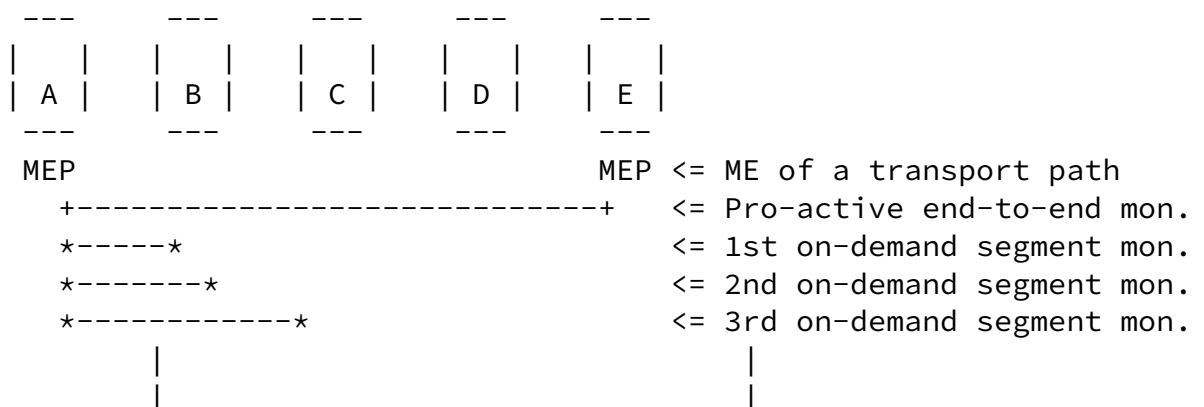 ---     ---     ---     ---     ---
|   |   |   |   |   |   |   |   |   |
| A |   | B |   | C |   | D |   | E |
 ---     ---     ---     ---     ---
 MEP                             MEP <= ME of a transport path
   +-----------------------------+   <= Pro-active end-to-end mon.
   *-----*                           <= 1st on-demand segment mon.
   *-------*                         <= 2nd on-demand segment mon.
   *------------*                    <= 3rd on-demand segment mon.
        |                                |
        |                                |